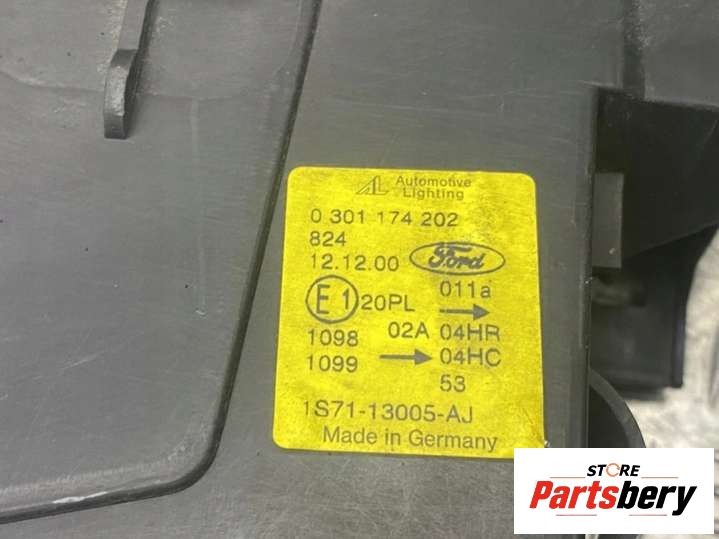 AL Automotive
Lighting
0 301 174 202
824
12.12.00 Ford
E1 20PL 011a →
1098 02A 04HR
1099 → 04HC
53
1S71-13005-AJ
Made in Germany
STORE
Partsbery